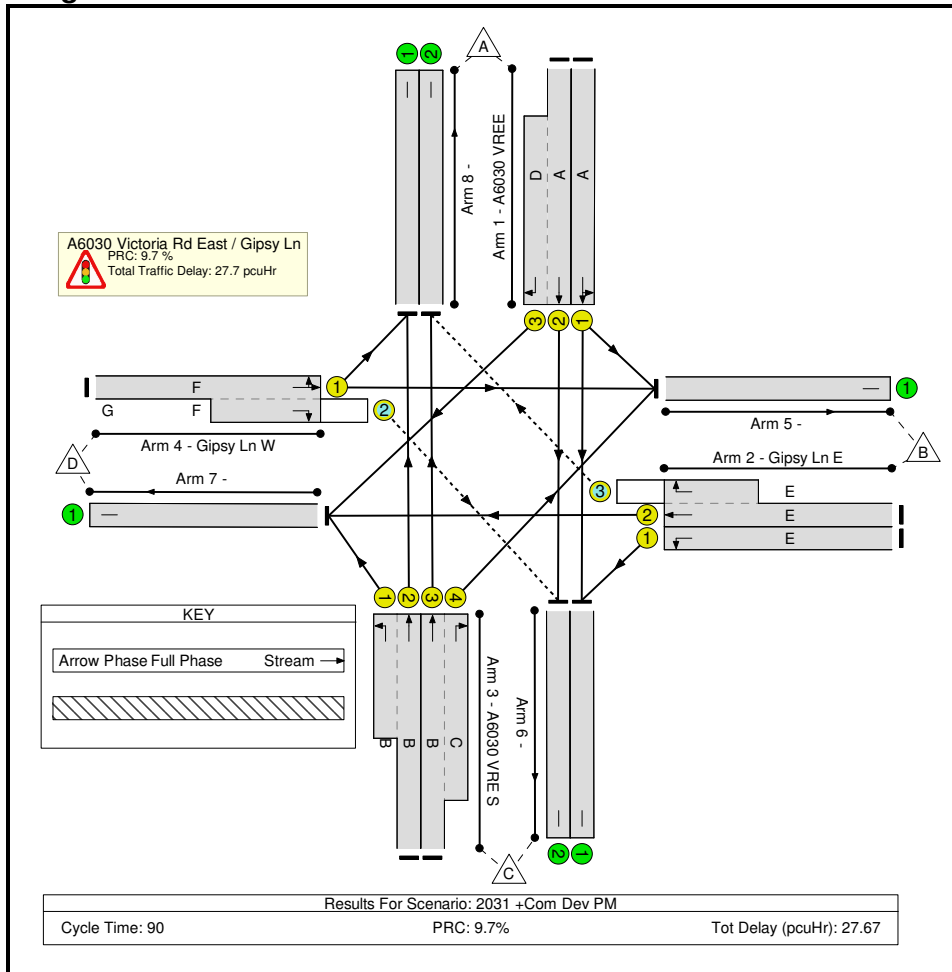 1
2
A
Arm 8 -
Arm 1 - A6030 VREE
D
A
A
A6030 Victoria Rd East / Gipsy Ln
PRC: 9.7 %
Total Traffic Delay: 27.7 pcuHr
3
2
1
F
1
G
F
2
Arm 4 - Gipsy Ln W
D
Arm 7 -
1
1
Arm 5 -
B
Arm 2 - Gipsy Ln E
3
E
2
E
1
E
1
2
3
4
KEY
Arrow Phase Full Phase
Stream
B
B
B
C
Arm 3 - A6030 VRE S
Arm 6 -
2
1
C
Results For Scenario: 2031 +Com Dev PM
Cycle Time: 90
PRC: 9.7%
Tot Delay (pcuHr): 27.67